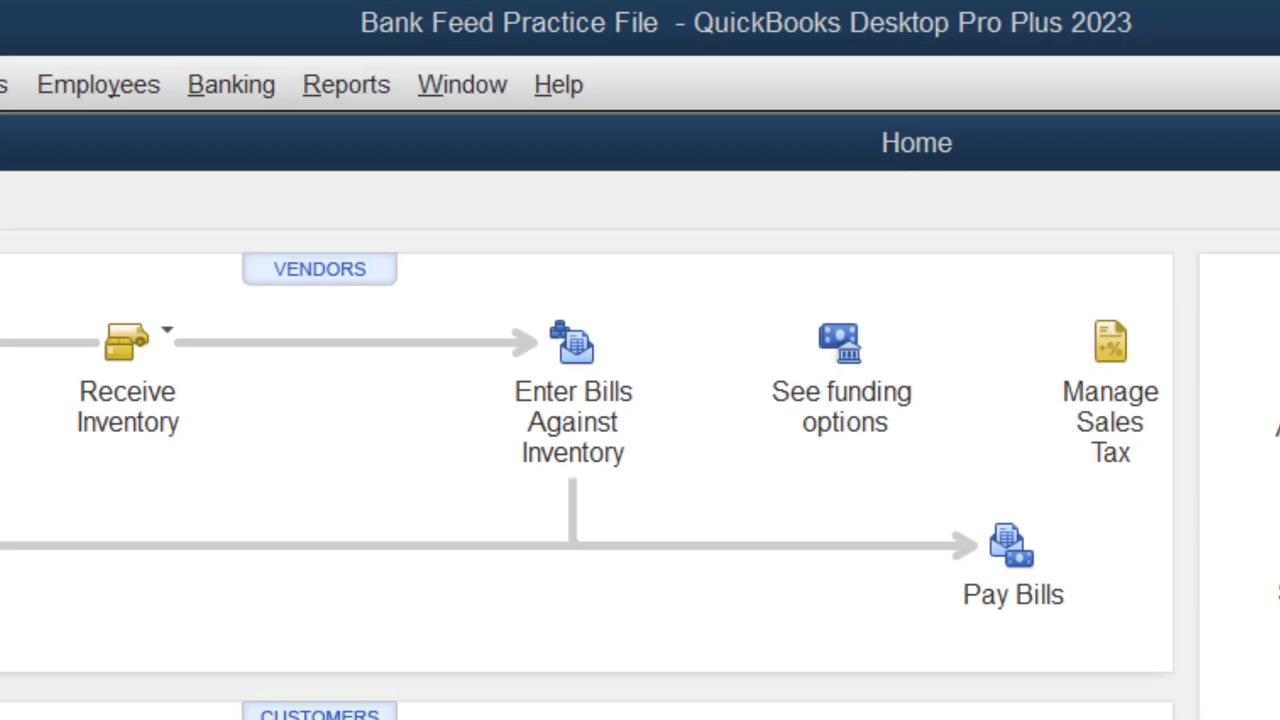 Bank Feed Practice File - QuickBooks Desktop Pro Plus 2023
s Employees Banking Reports Window Help
Home
VENDORS
Receive
Inventory
Enter Bills
Against
Inventory
See funding
options
Manage
Sales
Tax
Pay Bills
CUSTOMERS